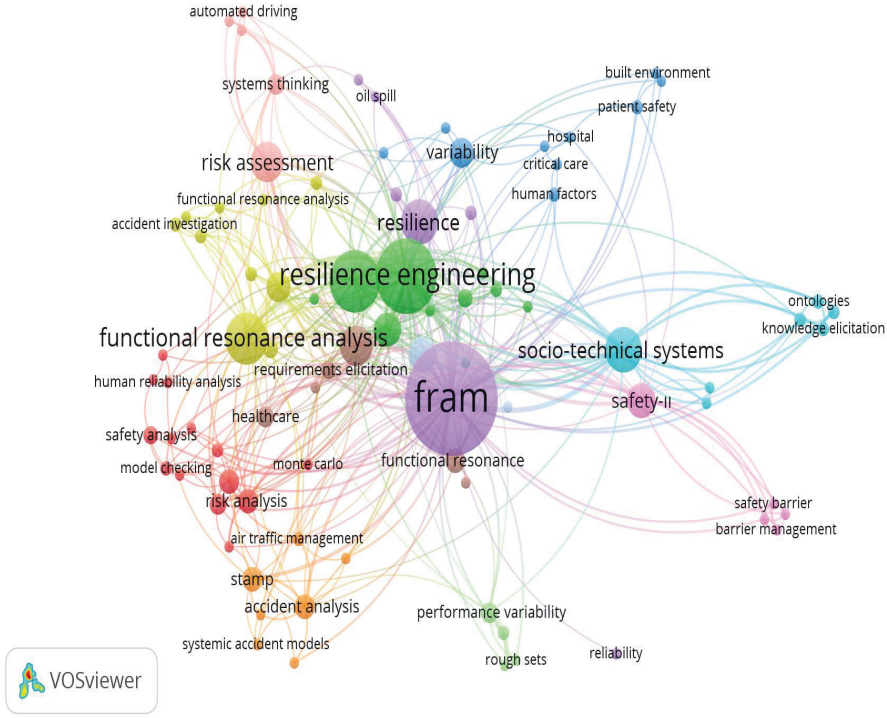 automated driving
systems thinking
oil spill
built environment
patient safety
hospital
variability
critical care
risk assessment
human factors
functional resonance analysis
accident investigation
resilience
resilience engineering
ontologies
knowledge elicitation
functional resonance analysis
socio-technical systems
requirements elicitation
human reliability analysis
fram
safety-ii
healthcare
safety analysis
functional resonance
model checking
monte carlo
risk analysis
safety barrier
barrier management
air traffic management
stamp
accident analysis
performance variability
systemic accident models
rough sets
reliability
VOSviewer